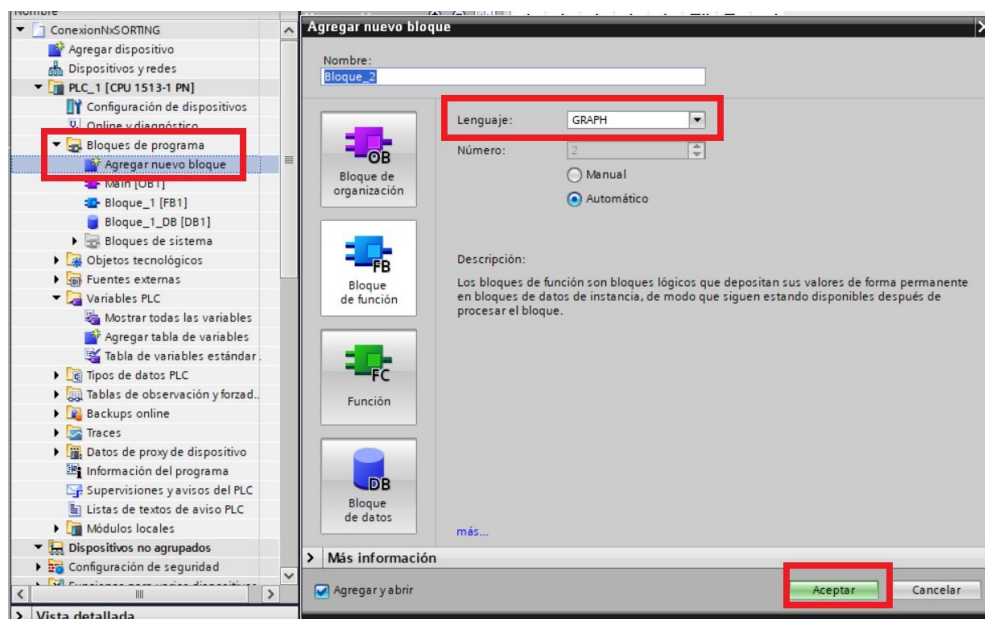 Nombre
ConexionNxSORTING
Agregar dispositivo
Dispositivos y redes
PLC_1 [CPU 1513-1 PN]
Configuración de dispositivos
Online y diagnóstico
Bloques de programa
Agregar nuevo bloque
Main [OB1]
Bloque_1 [FB1]
Bloque_1_DB [DB1]
Bloques de sistema
Objetos tecnológicos
Fuentes externas
Variables PLC
Mostrar todas las variables
Agregar tabla de variables
Tabla de variables estándar
Tipos de datos PLC
Tablas de observación y forzad..
Backups online
Traces
Datos de proxy de dispositivo
Información del programa
Supervisiones y avisos del PLC
Listas de textos de aviso PLC
Módulos locales
Dispositivos no agrupados
Configuración de seguridad
Vista detallada
Agregar nuevo bloque
Nombre:
Bloque_2
OB
Bloque de
organización
FB
Bloque
de función
FC
Función
DB
Bloque
de datos
Lenguaje: GRAPH
Número: 2
Manual
Automático
Descripción:
Los bloques de función son bloques lógicos que depositan sus valores de forma permanente
en bloques de datos de instancia, de modo que siguen estando disponibles después de
procesar el bloque.
más...
Más información
Agregar y abrir
Aceptar
Cancelar